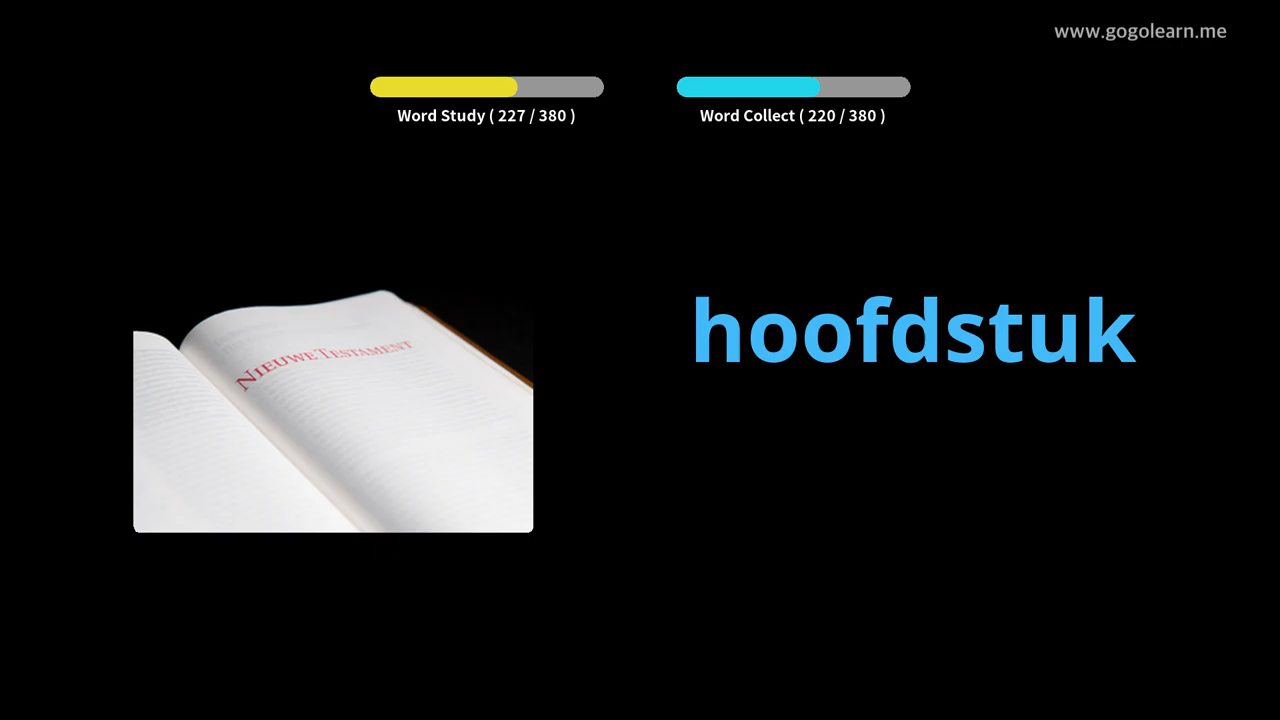 www.gogolearn.me
Word Study ( 227 / 380 )
Word Collect ( 220 / 380 )
NIEUWE TESTAMENT
hoofdstuk